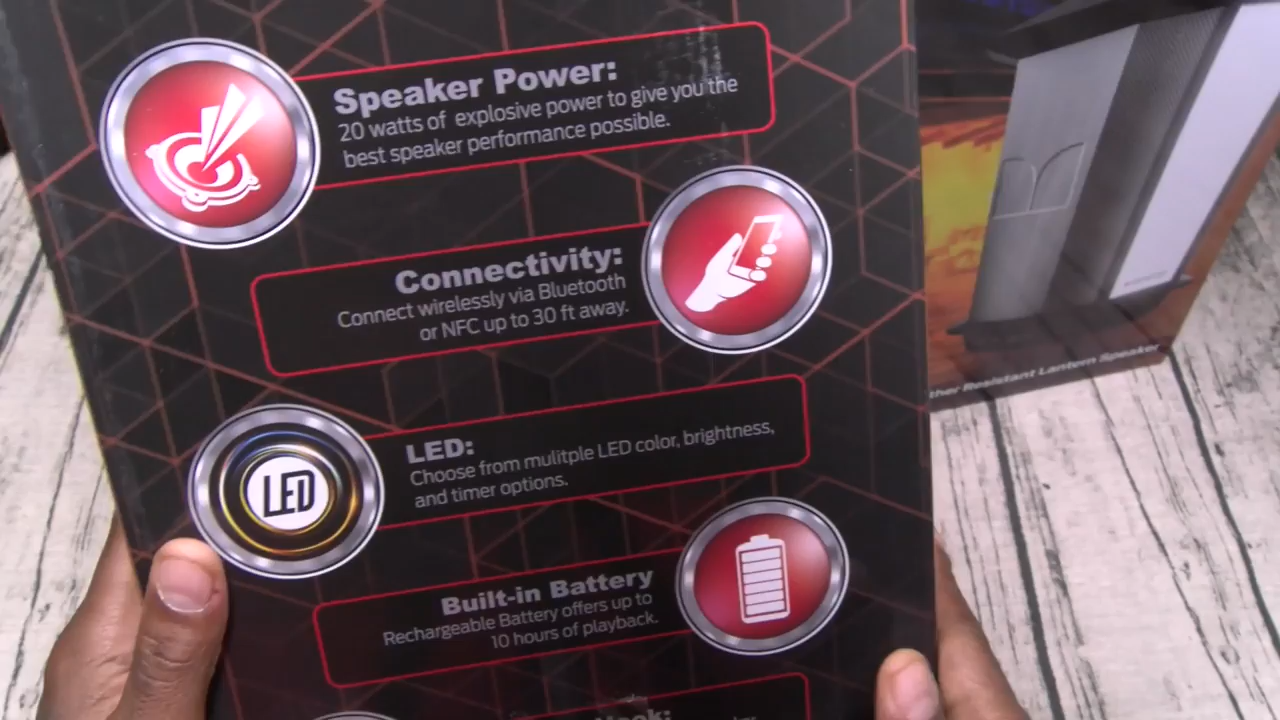 Speaker Power:
20 watts of explosive power to give you the
best speaker performance possible.
Connectivity:
Connect wirelessly via Bluetooth
or NFC up to 30 ft away.
LED:
Choose from mulitple LED color, brightness,
and timer options.
LED
Built-in Battery
Rechargeable Battery offers up to
10 hours of playback.
Hook:
ther Resistant Lantern Speaker